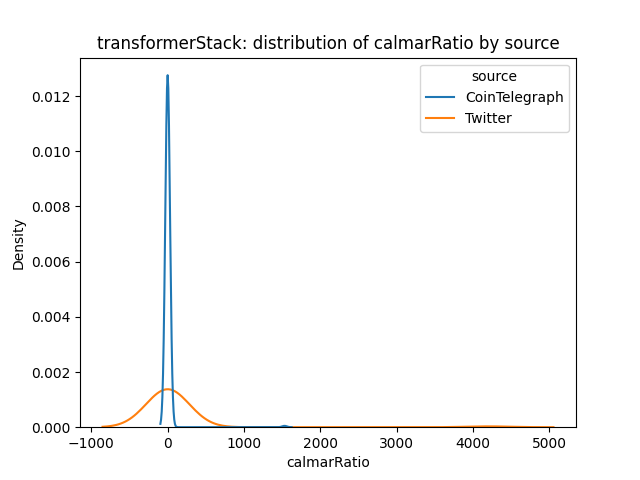 transformerStack: distribution of calmarRatio by source
source
CoinTelegraph
Twitter
Density
0.012
0.010
0.008
0.006
0.004
0.002
0.000
−1000
0
1000
2000
3000
4000
5000
calmarRatio